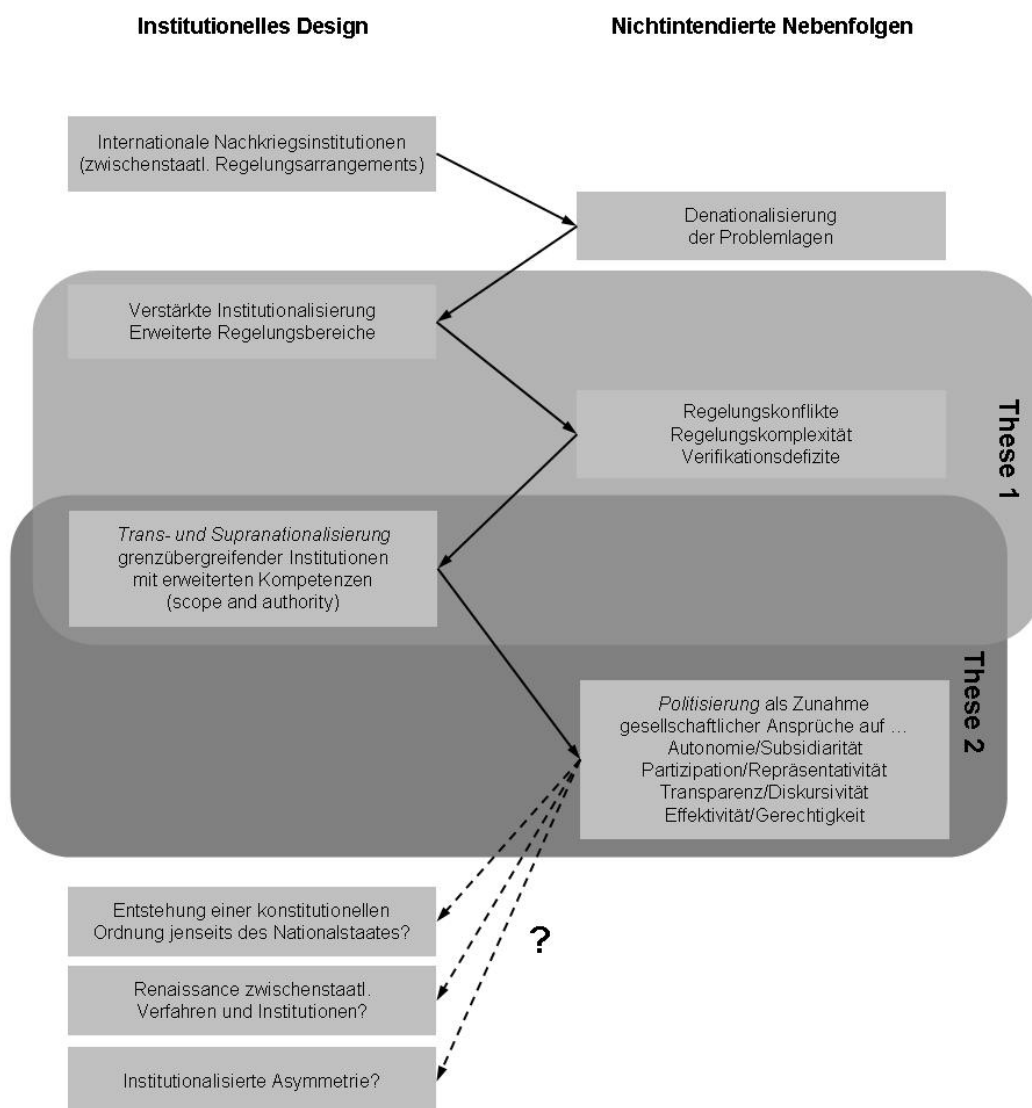 Institutionelles Design
Nichtintendierte Nebenfolgen
Internationale Nachkriegsinstitutionen
(zwischenstaatl. Regelungsarrangements)
Denationalisierung
der Problemlagen
Verstärkte Institutionalisierung
Erweiterte Regelungsbereiche
Regelungskonflikte
Regelungskomplexität
Verifikationsdefizite
These 1
Trans- und Supranationalisierung
grenzübergreifender Institutionen
mit erweiterten Kompetenzen
(scope and authority)
Politisierung als Zunahme
gesellschaftlicher Ansprüche auf ...
Autonomie/Subsidiarität
Partizipation/Repräsentativität
Transparenz/Diskursivität
Effektivität/Gerechtigkeit
These 2
Entstehung einer konstitutionellen
Ordnung jenseits des Nationalstaates?
?
Renaissance zwischenstaatl.
Verfahren und Institutionen?
Institutionalisierte Asymmetrie?